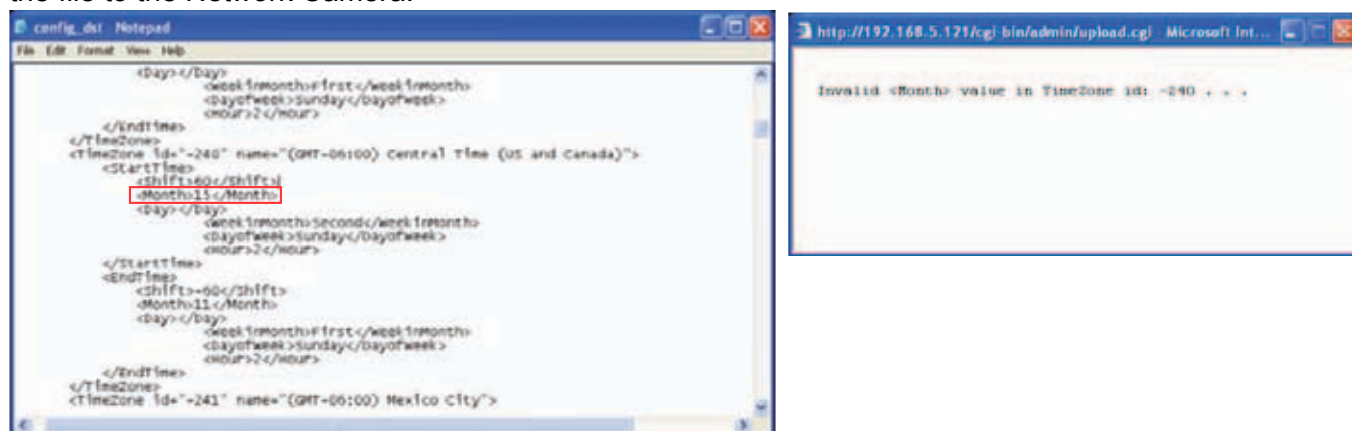 the file to the Network Camera.
config_dst - Notepad
File Edit Format View Help
<Day></Day>
<WeekInMonth>First</WeekInMonth>
<DayofWeek>Sunday</DayofWeek>
<Hour>2</Hour>
</EndTime>
</TimeZone>
<TimeZone id="-240" name="(GMT-06:00) Central Time (US and Canada)">
<StartTime>
<Shift>60</Shift>
<Month>15</Month>
<Day></Day>
<WeekInMonth>Second</WeekInMonth>
<DayofWeek>Sunday</DayofWeek>
<Hour>2</Hour>
</StartTime>
<EndTime>
<Shift>-60</Shift>
<Month>11</Month>
<Day></Day>
<WeekInMonth>First</WeekInMonth>
<DayofWeek>Sunday</DayofWeek>
<Hour>2</Hour>
</EndTime>
</TimeZone>
<TimeZone id="-241" name="(GMT-06:00) Mexico City">
http://192.168.5.121/cgi-bin/admin/upload.cgi - Microsoft Int...
Invalid <Month> value in TimeZone id: -240 . . .